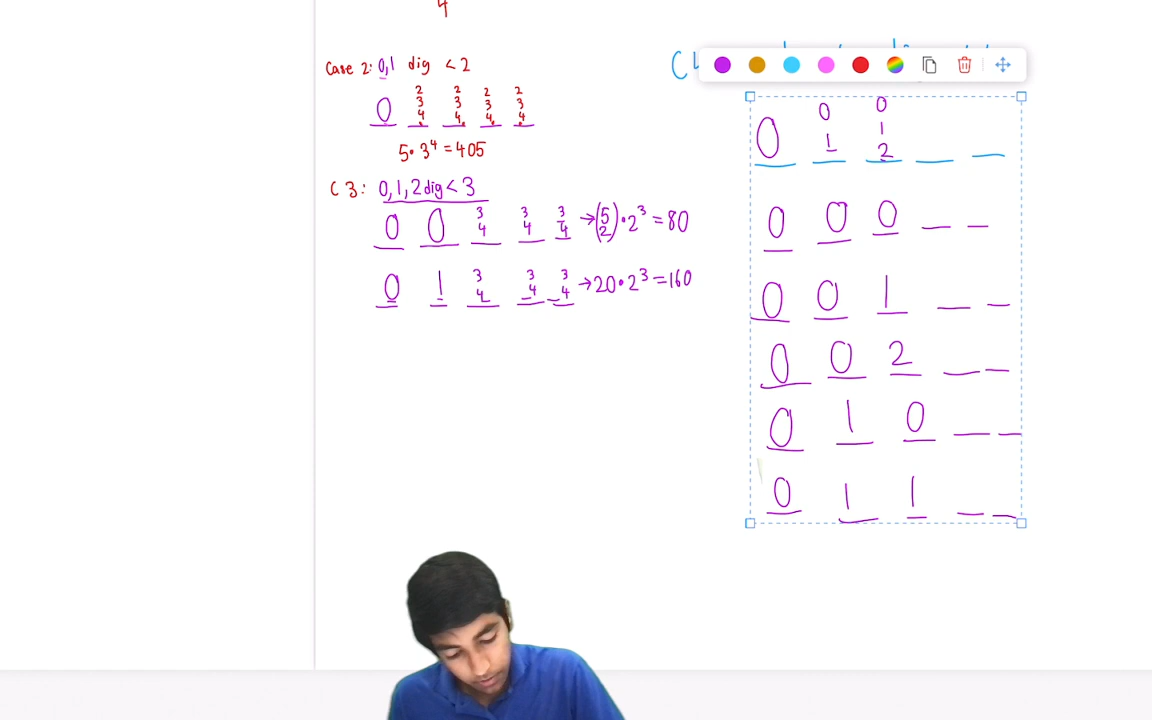 4
Case 2: 0,1 dig < 2
2 2 2 2
3 3 3 3
0 4 4 4 4
5 · 3⁴ = 405
C 3: 0, 1, 2 dig < 3
3 3 3
0 0 4 4 4 → (5 2) · 2³ = 80
3 3 3
0 1 4 4 4 → 20 · 2³ = 160
0 0
1
0 1 2
0 0 0
0 0 1
0 0 2
0 1 0
0 1 1